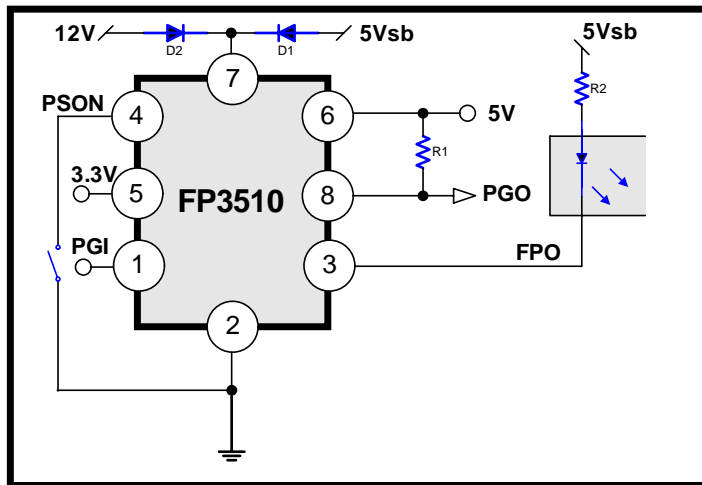 12V
D2
D1
5Vsb
5Vsb
7
R2
PSON
4
6
5V
R1
3.3V
5
FP3510
8
PGO
PGI
1
3
FPO
2